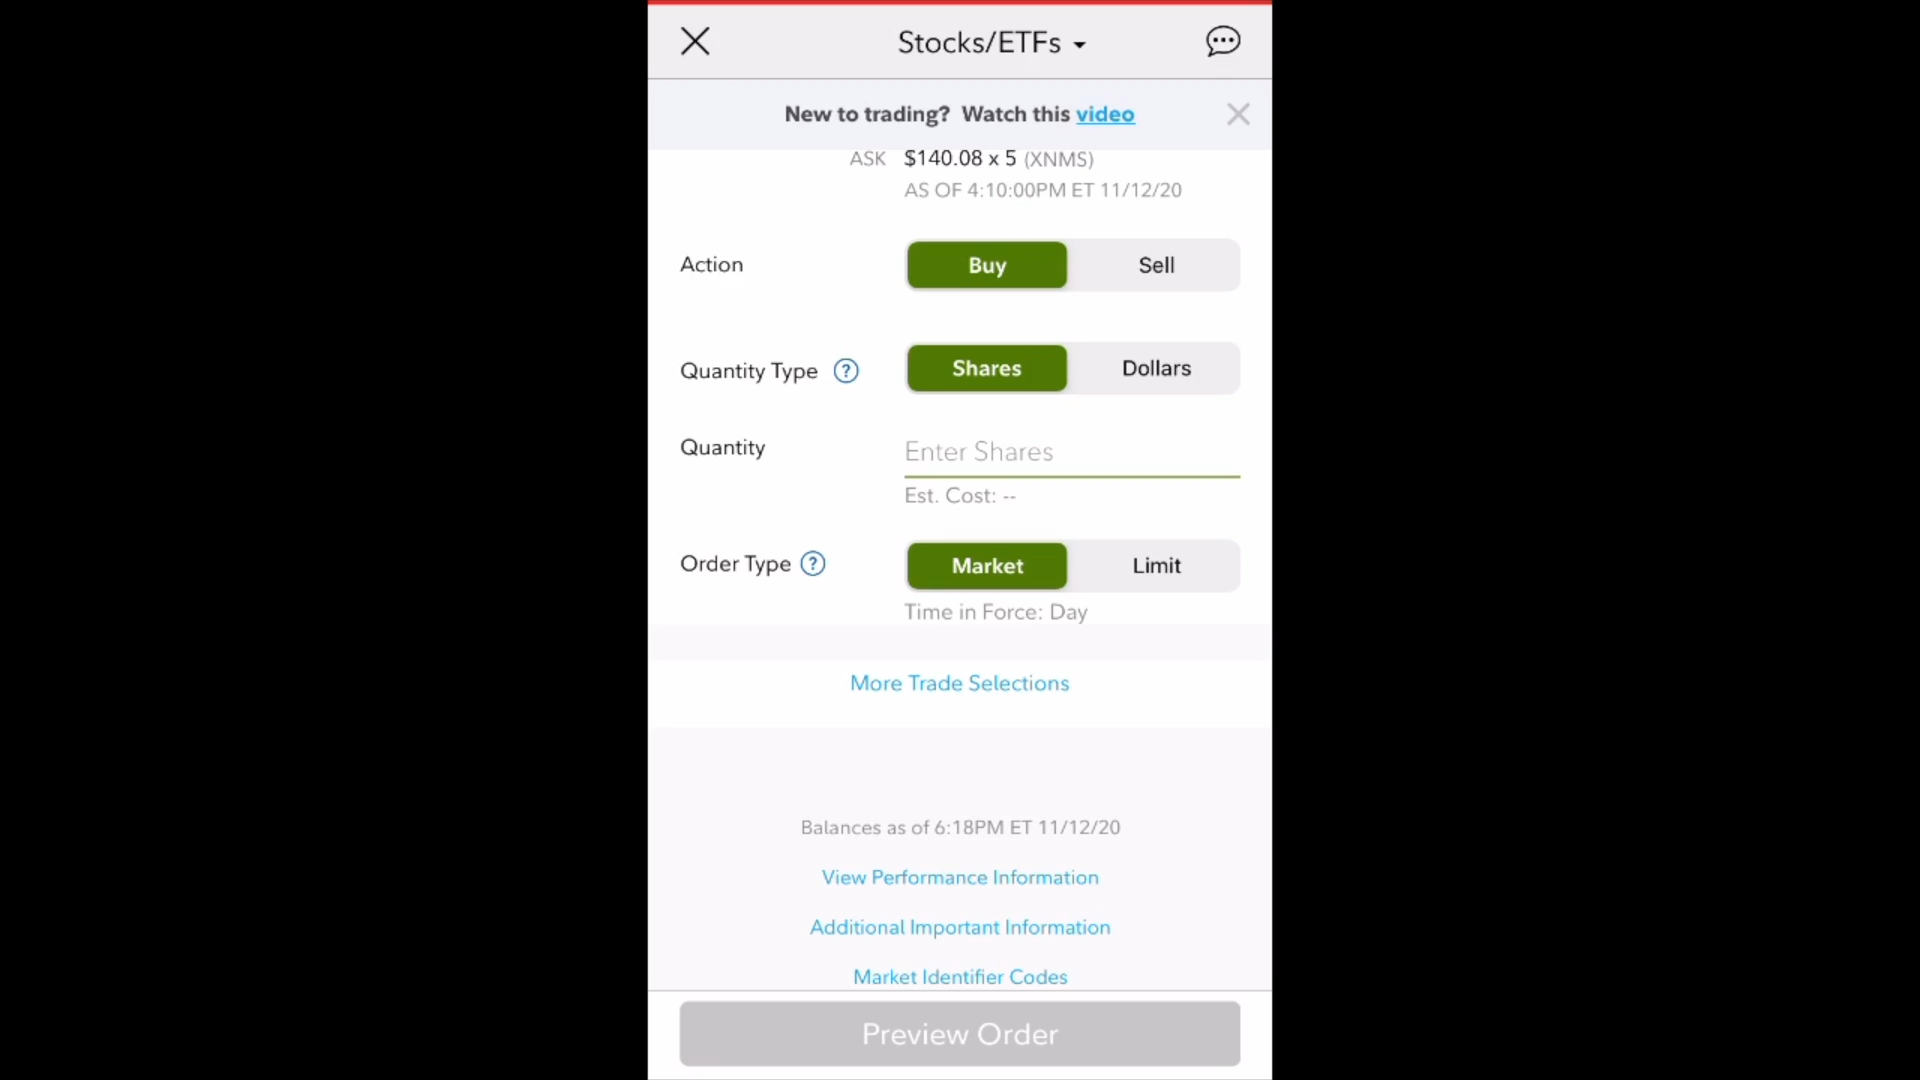 Stocks/ETFs
New to trading? Watch this video
ASK $140.08 x 5 (XNMS)
AS OF 4:10:00PM ET 11/12/20
Action Buy Sell
Quantity Type ? Shares Dollars
Quantity Enter Shares
Est. Cost: --
Order Type ? Market Limit
Time in Force: Day
More Trade Selections
Balances as of 6:18PM ET 11/12/20
View Performance Information
Additional Important Information
Market Identifier Codes
Preview Order